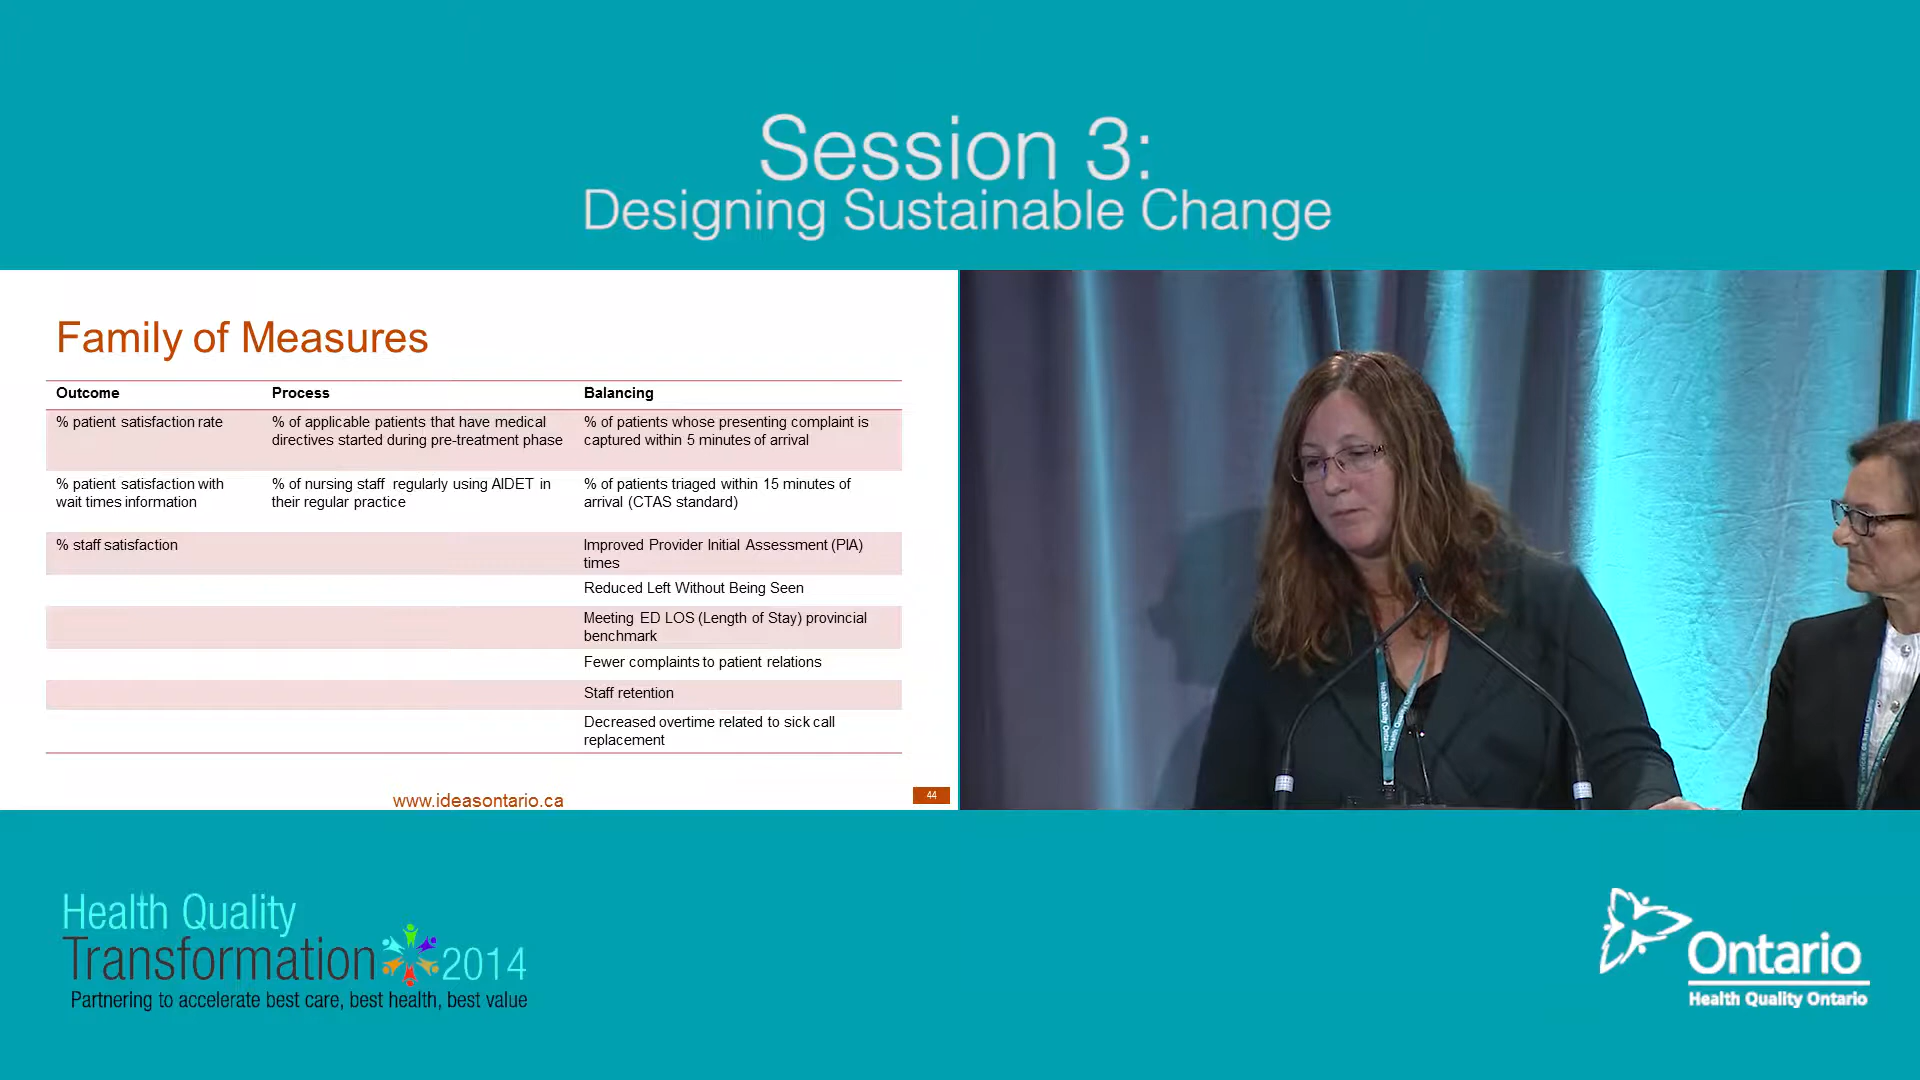 Session 3:
Designing Sustainable Change
Family of Measures
Outcome Process Balancing
% patient satisfaction rate
% of applicable patients that have medical
directives started during pre-treatment phase
% of patients whose presenting complaint is
captured within 5 minutes of arrival
% patient satisfaction with
wait times information
% of nursing staff regularly using AIDET in
their regular practice
% of patients triaged within 15 minutes of
arrival (CTAS standard)
% staff satisfaction
Improved Provider Initial Assessment (PIA)
times
Reduced Left Without Being Seen
Meeting ED LOS (Length of Stay) provincial
benchmark
Fewer complaints to patient relations
Staff retention
Decreased overtime related to sick call
replacement
www.ideasontario.ca
44
Health Quality
Transformation 2014
Partnering to accelerate best care, best health, best value
Ontario
Health Quality Ontario